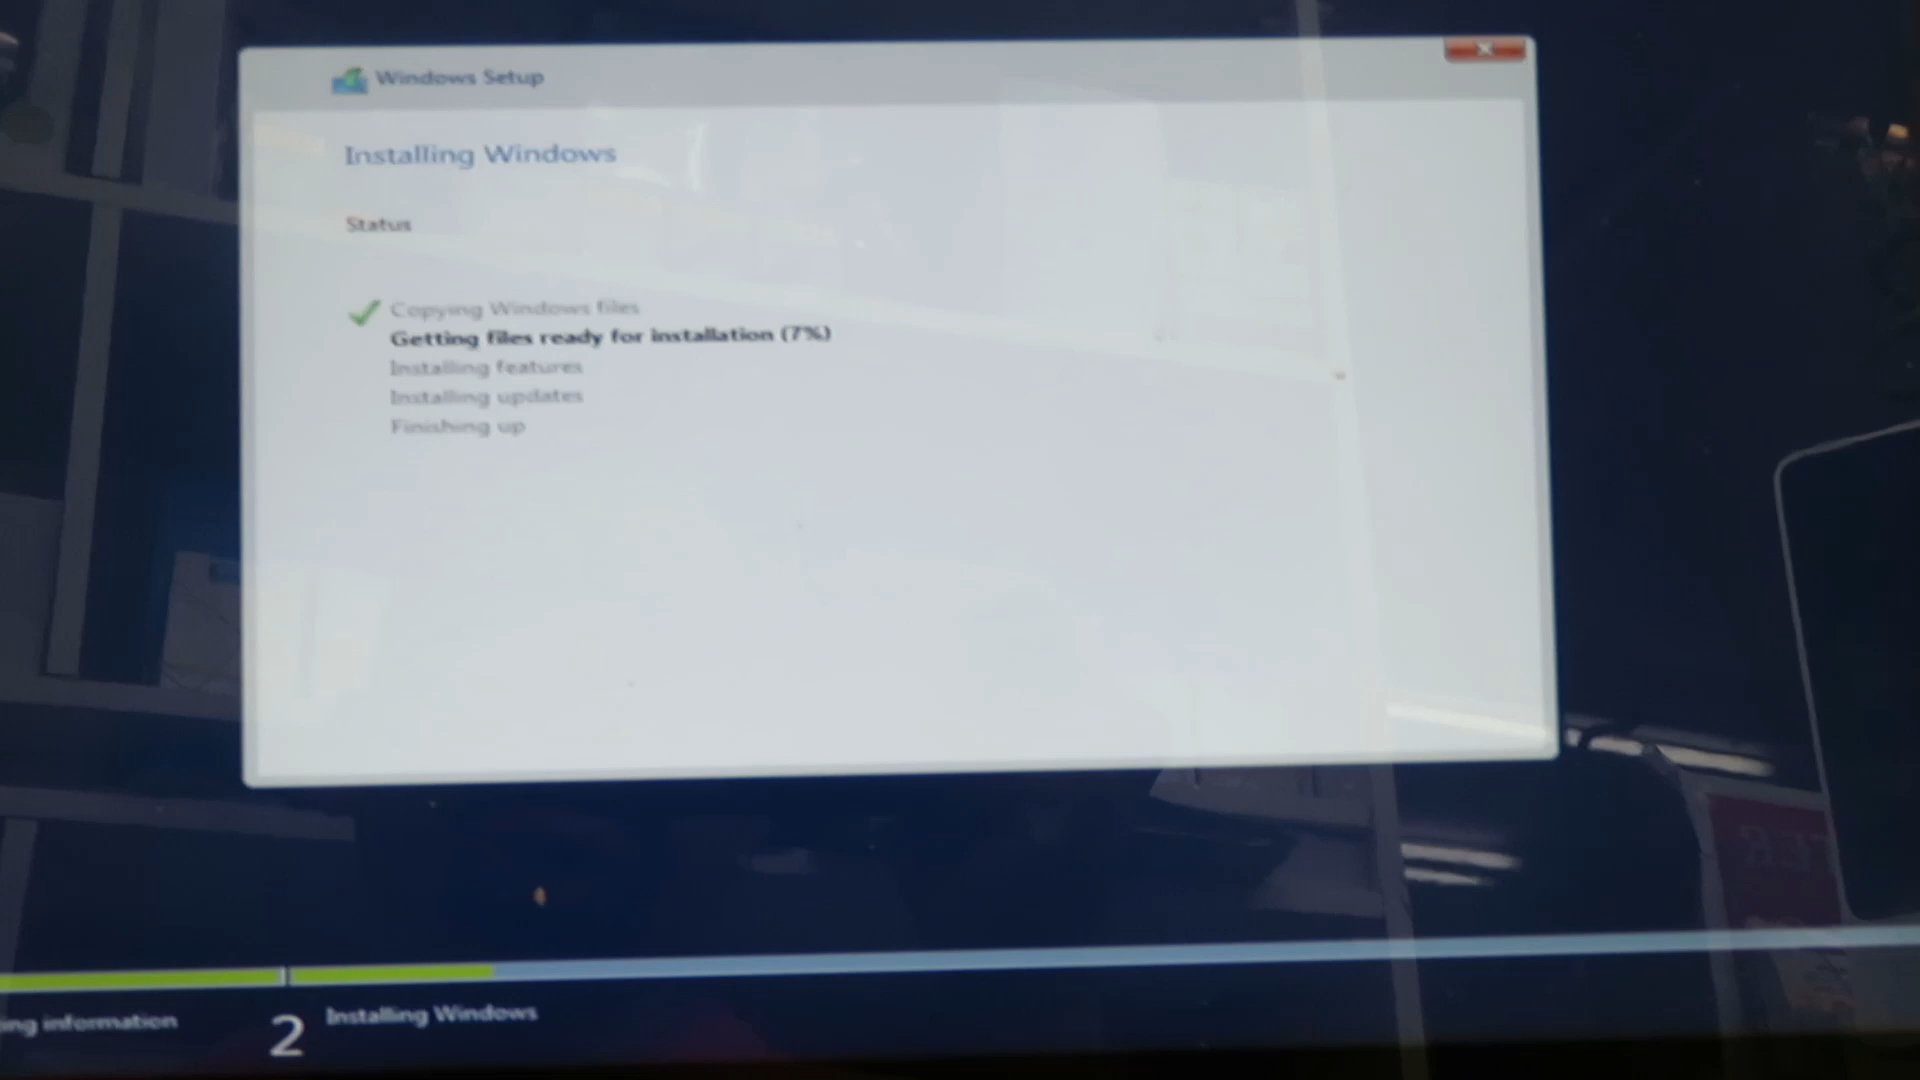 Windows Setup
Installing Windows
Status
Copying Windows files
Getting files ready for installation (7%)
Installing features
Installing updates
Finishing up
ing information
2 Installing Windows